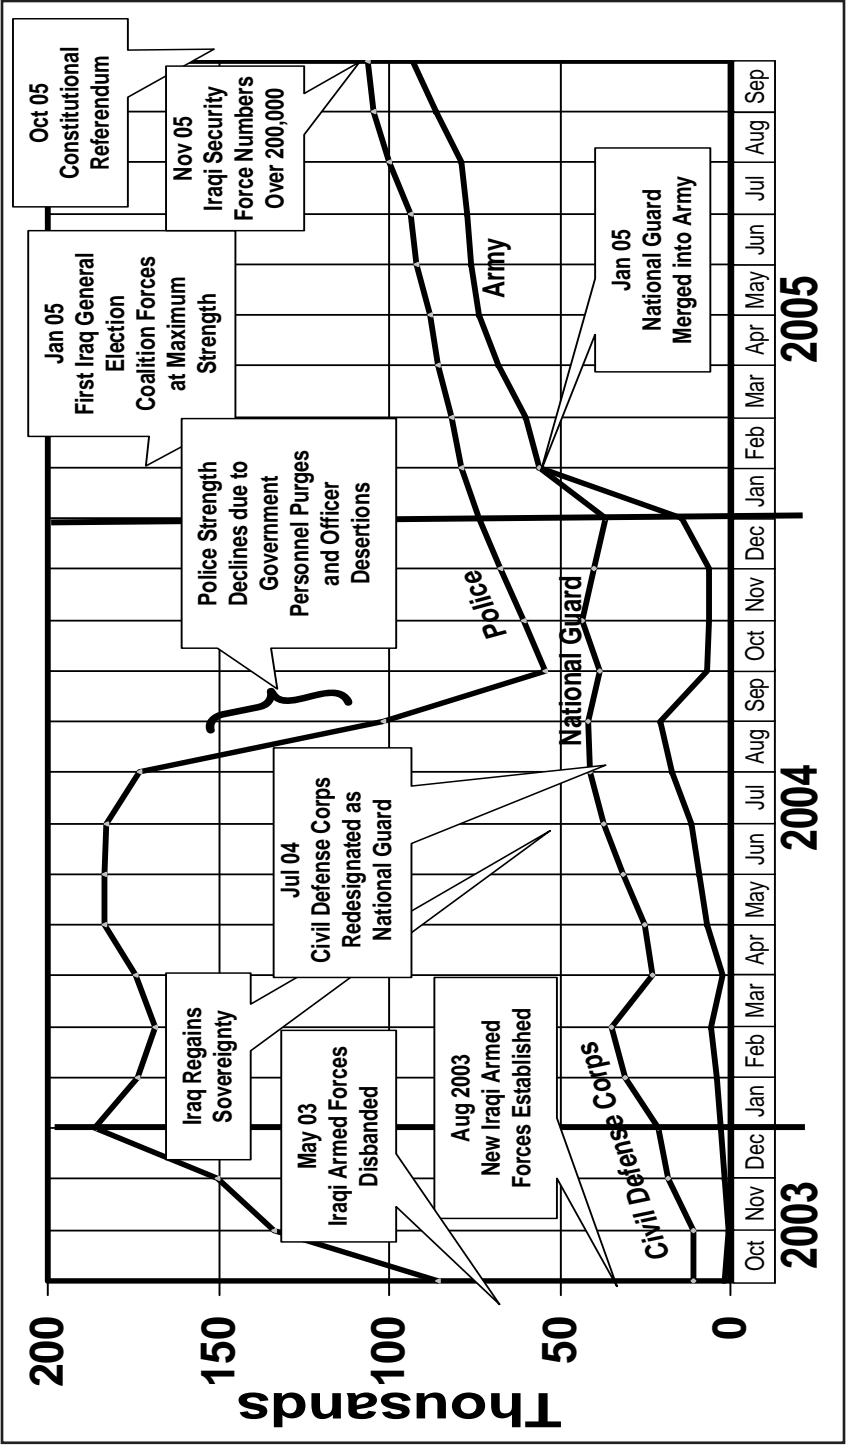 Thousands
200
150
100
50
0
May 03
Iraqi Armed Forces
Disbanded
Aug 2003
New Iraqi Armed
Forces Established
Iraq Regains
Sovereignty
Jul 04
Civil Defense Corps
Redesignated as
National Guard
Police Strength
Declines due to
Government
Personnel Purges
and Officer
Desertions
Jan 05
First Iraq General
Election
Coalition Forces
at Maximum
Strength
Oct 05
Constitutional
Referendum
Nov 05
Iraqi Security
Force Numbers
Over 200,000
Jan 05
National Guard
Merged into Army
Civil Defense Corps
National Guard
Police
Army
Oct Nov Dec Jan Feb Mar Apr May Jun Jul Aug Sep Oct Nov Dec Jan Feb Mar Apr May Jun Jul Aug Sep
2003 2004 2005